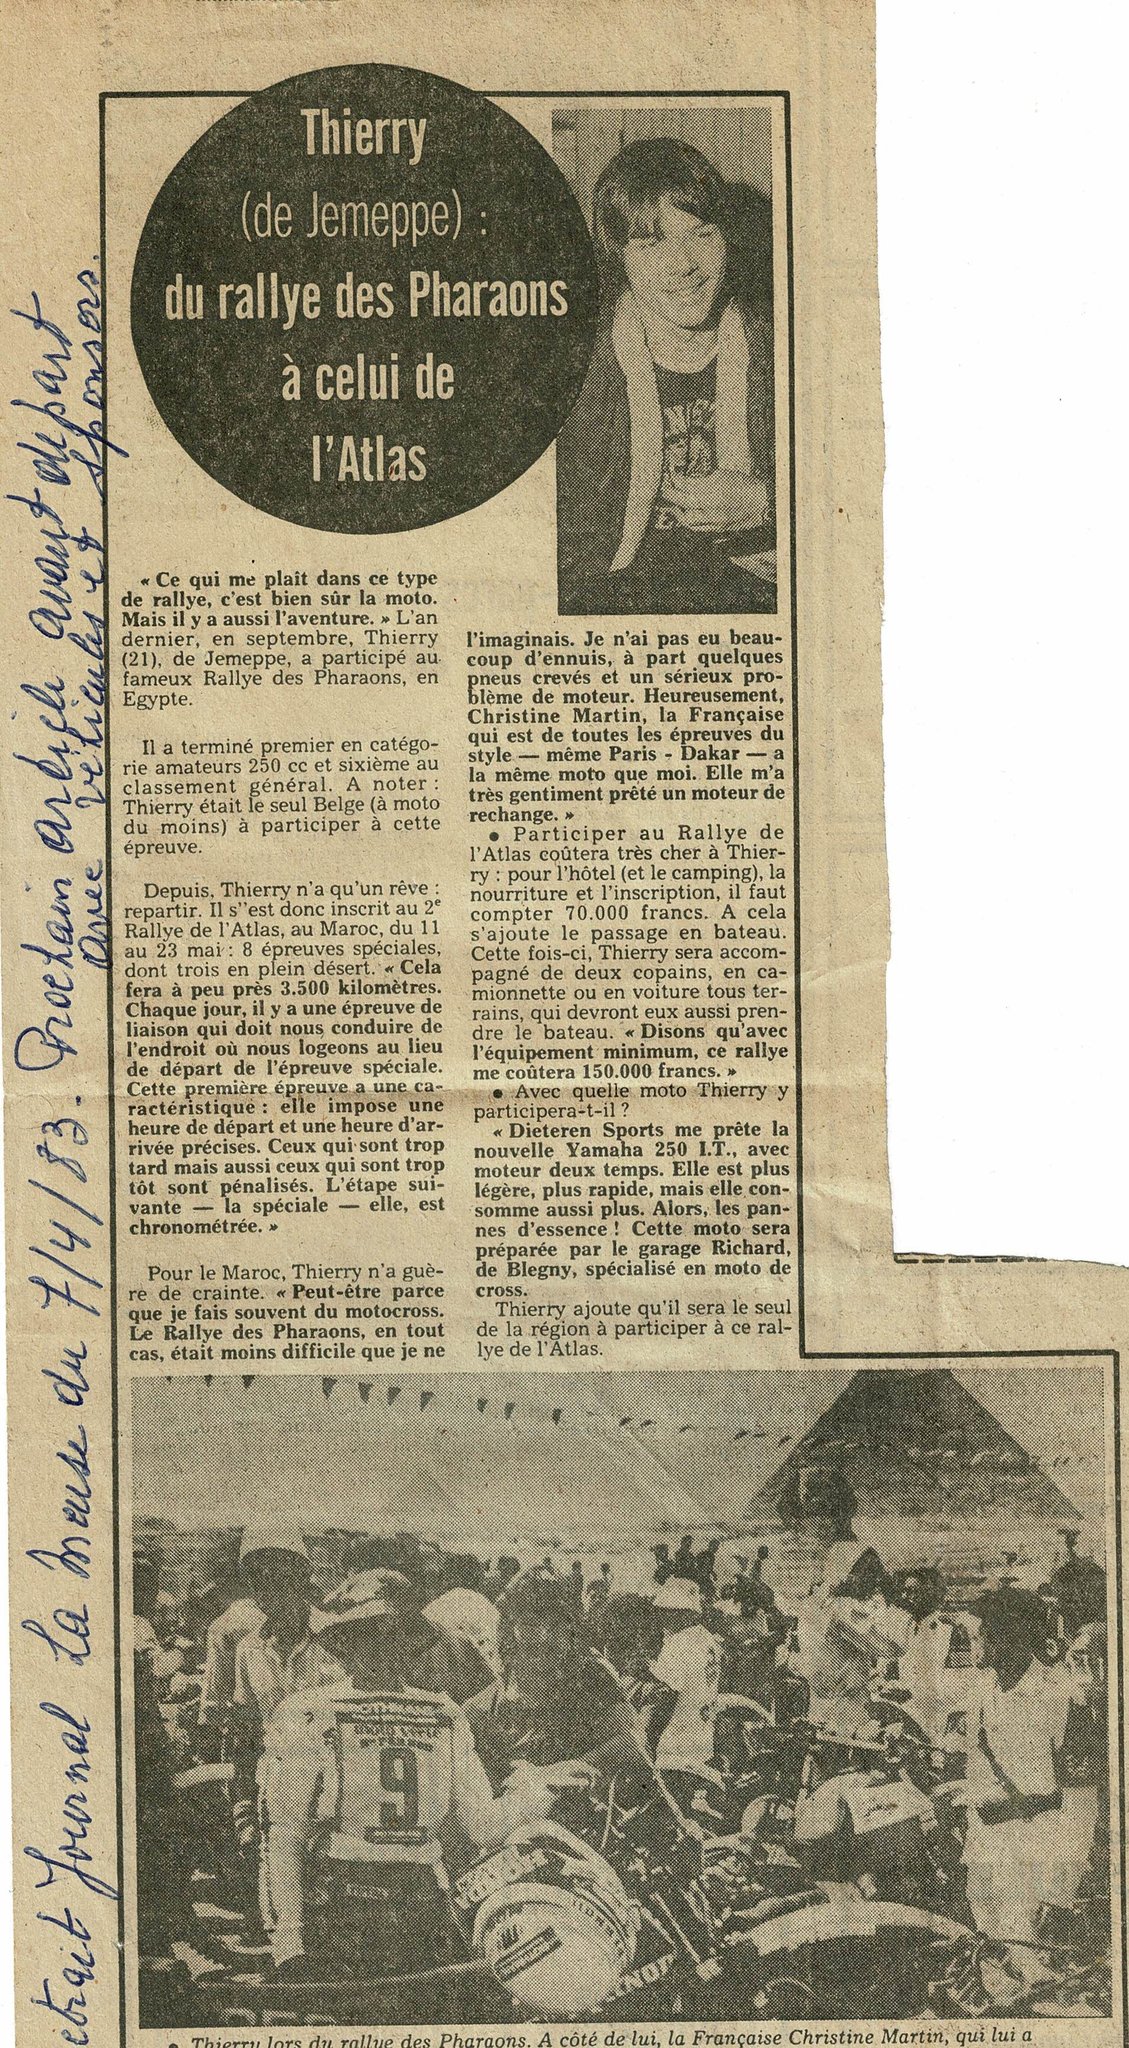 Thierry
(de Jemeppe) :
du rallye des Pharaons
à celui de
l'Atlas
« Ce qui me plaît dans ce type
de rallye, c'est bien sûr la moto.
Mais il y a aussi l'aventure. » L'an
dernier, en septembre, Thierry
(21), de Jemeppe, a participé au
fameux Rallye des Pharaons, en
Egypte.
Il a terminé premier en catégo-
rie amateurs 250 cc et sixième au
classement général. A noter :
Thierry était le seul Belge (à moto
du moins) à participer à cette
épreuve.
Depuis, Thierry n'a qu'un rêve :
repartir. Il s''est donc inscrit au 2e
Rallye de l'Atlas, au Maroc, du 11
au 23 mai : 8 épreuves spéciales,
dont trois en plein désert. « Cela
fera à peu près 3.500 kilomètres.
Chaque jour, il y a une épreuve de
liaison qui doit nous conduire de
l'endroit où nous logeons au lieu
de départ de l'épreuve spéciale.
Cette première épreuve a une ca-
ractéristique : elle impose une
heure de départ et une heure d'ar-
rivée précises. Ceux qui sont trop
tard mais aussi ceux qui sont trop
tôt sont pénalisés. L'étape sui-
vante — la spéciale — elle, est
chronométrée. »
Pour le Maroc, Thierry n'a guè-
re de crainte. « Peut-être parce
que je fais souvent du motocross.
Le Rallye des Pharaons, en tout
cas, était moins difficile que je ne
l'imaginais. Je n'ai pas eu beau-
coup d'ennuis, à part quelques
pneus crevés et un sérieux pro-
blème de moteur. Heureusement,
Christine Martin, la Française
qui est de toutes les épreuves du
style — même Paris - Dakar — a
la même moto que moi. Elle m'a
très gentiment prêté un moteur de
rechange. »
● Participer au Rallye de
l'Atlas coûtera très cher à Thier-
ry : pour l'hôtel (et le camping), la
nourriture et l'inscription, il faut
compter 70.000 francs. A cela
s'ajoute le passage en bateau.
Cette fois-ci, Thierry sera accom-
pagné de deux copains, en ca-
mionnette ou en voiture tous ter-
rains, qui devront eux aussi pren-
dre le bateau. « Disons qu'avec
l'équipement minimum, ce rallye
me coûtera 150.000 francs. »
● Avec quelle moto Thierry y
participera-t-il ?
« Dieteren Sports me prête la
nouvelle Yamaha 250 I.T., avec
moteur deux temps. Elle est plus
légère, plus rapide, mais elle con-
somme aussi plus. Alors, les pan-
nes d'essence ! Cette moto sera
préparée par le garage Richard,
de Blegny, spécialisé en moto de
cross.
Thierry ajoute qu'il sera le seul
de la région à participer à ce ral-
lye de l'Atlas.
9
● Thierry lors du rallye des Pharaons. A côté de lui, la Française Christine Martin, qui lui a
extrait Journal La Meuse du 7/4/83. Prochain article avant départ
avec véhicules et sponsors.